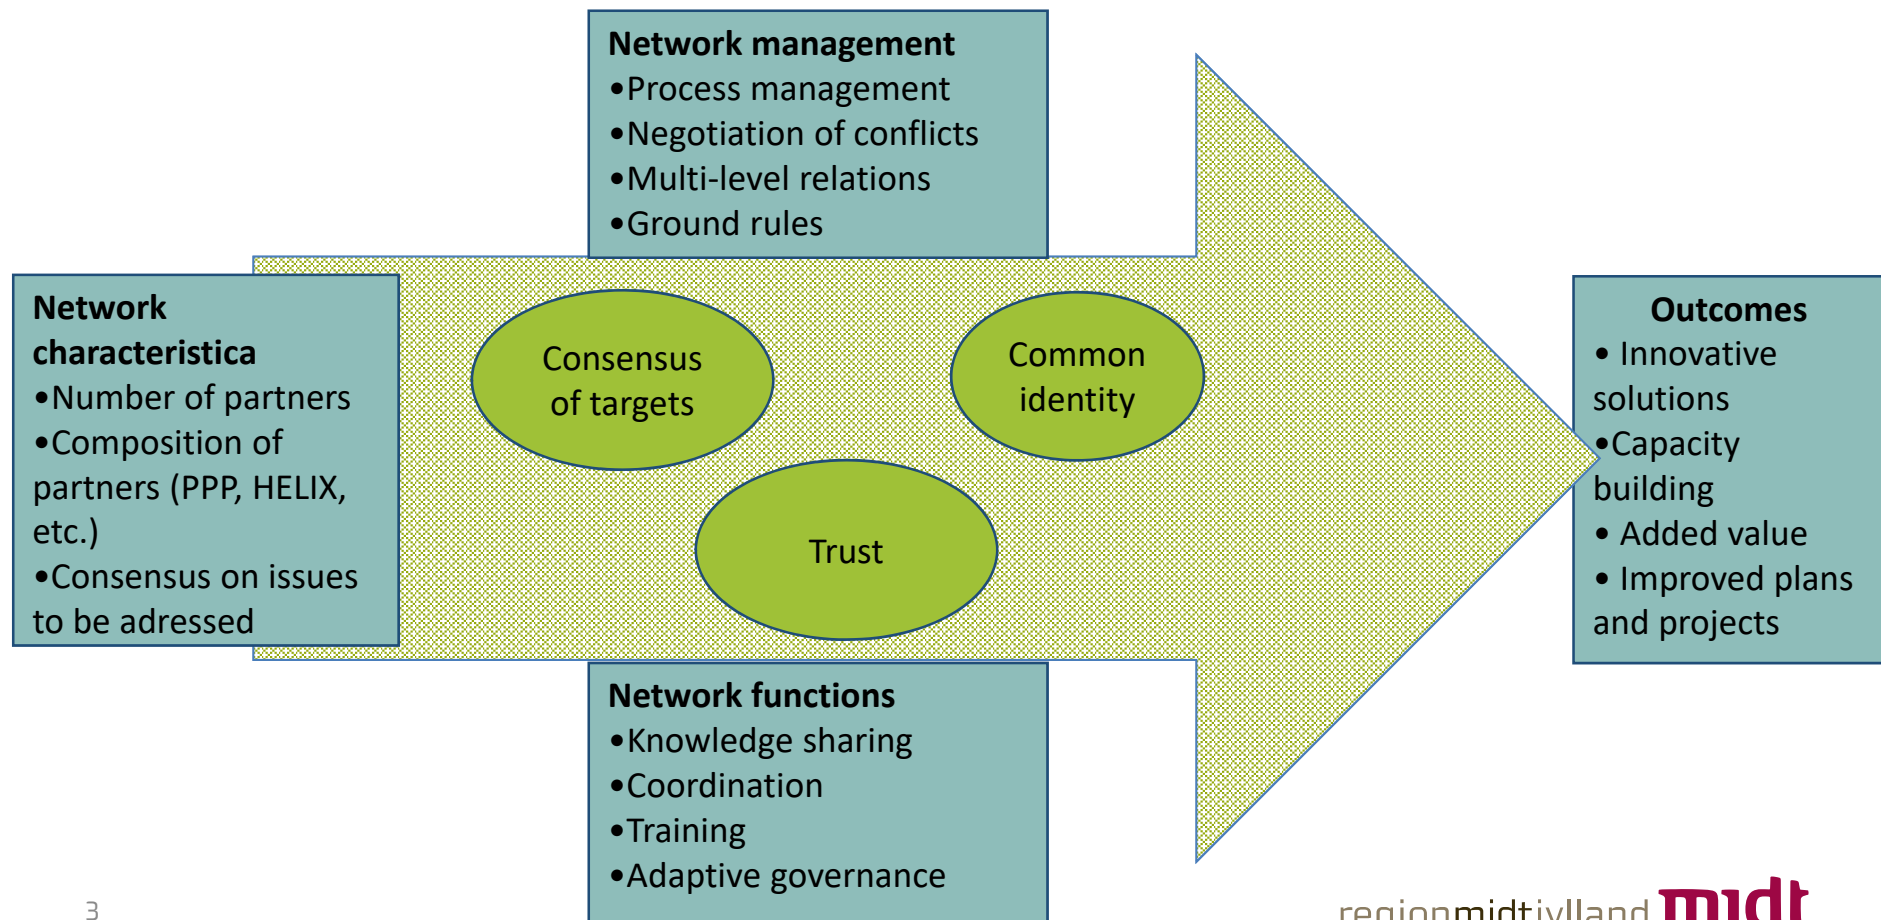 Network management
•Process management
•Negotiation of conflicts
•Multi-level relations
•Ground rules
Network
characteristica
•Number of partners
•Composition of
partners (PPP, HELIX,
etc.)
•Consensus on issues
to be adressed
Consensus
of targets
Common
identity
Trust
Outcomes
• Innovative
solutions
•Capacity
building
• Added value
• Improved plans
and projects
Network functions
•Knowledge sharing
•Coordination
•Training
•Adaptive governance
3
regionmidtjylland midt